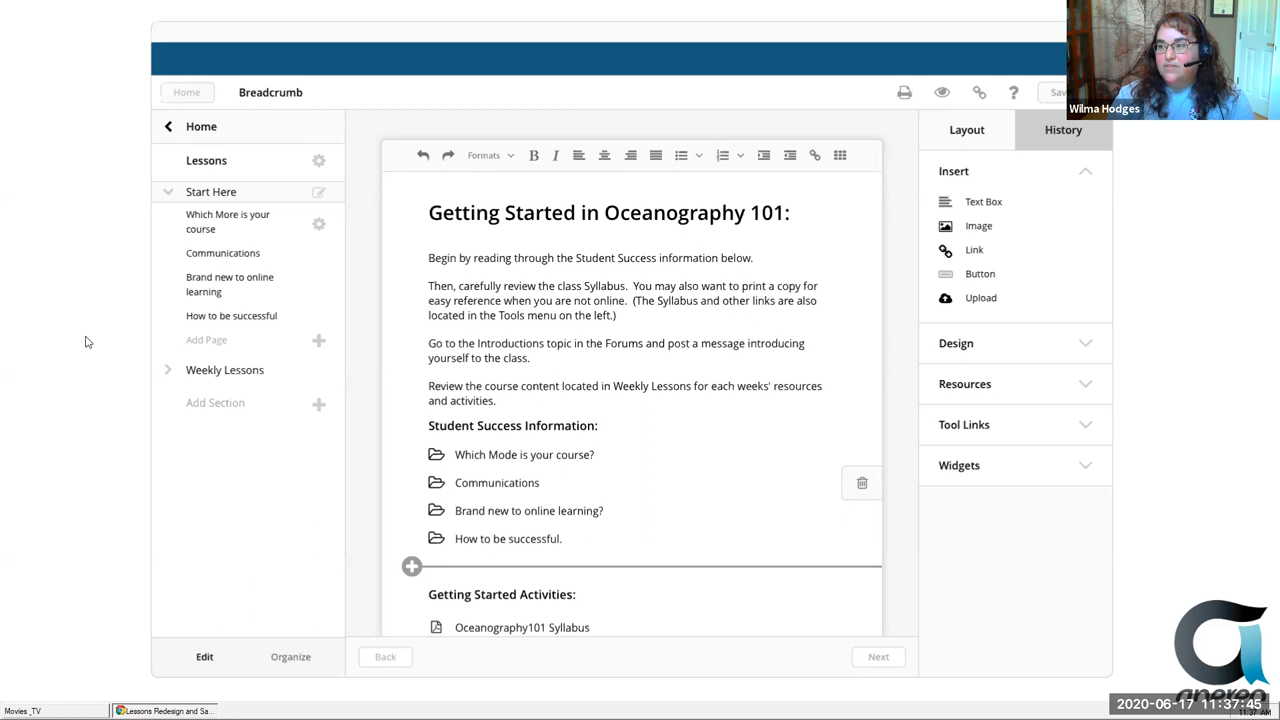 Wilma Hodges
Home
Breadcrumb
?
Sav
Home
Lessons
Start Here
Which More is your
course
Communications
Brand new to online
learning
How to be successful
Add Page
Weekly Lessons
Add Section
Edit
Organize
Formats
B
I
Getting Started in Oceanography 101:
Begin by reading through the Student Success information below.
Then, carefully review the class Syllabus. You may also want to print a copy for
easy reference when you are not online. (The Syllabus and other links are also
located in the Tools menu on the left.)
Go to the Introductions topic in the Forums and post a message introducing
yourself to the class.
Review the course content located in Weekly Lessons for each weeks' resources
and activities.
Student Success Information:
Which Mode is your course?
Communications
Brand new to online learning?
How to be successful.
Getting Started Activities:
Oceanography101 Syllabus
Back
Next
Layout
History
Insert
Text Box
Image
Link
Button
Upload
Design
Resources
Tool Links
Widgets
2020-06-17 11:37:45
Movies _TV
Lessons Redesign and Sa...
11:37 AM